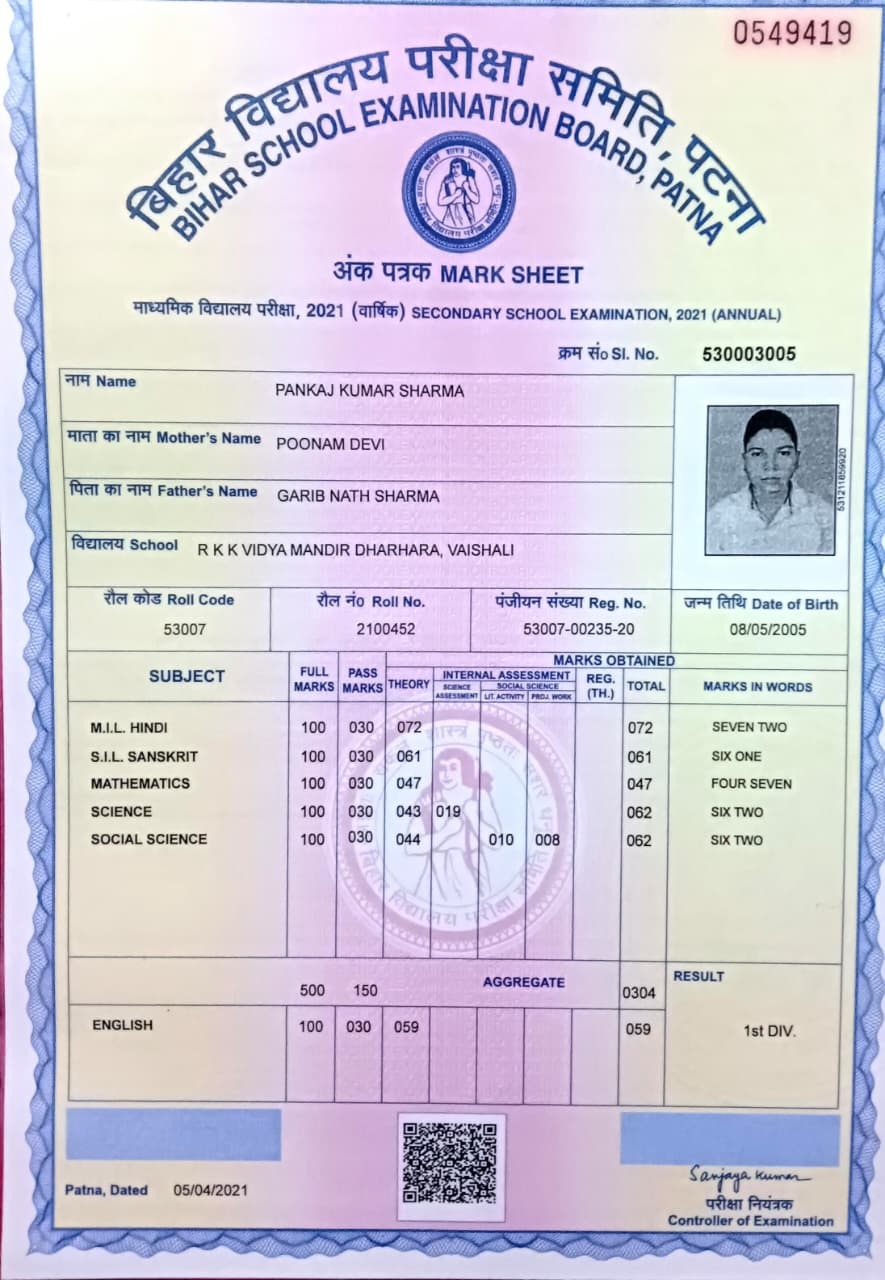 0549419
बिहार विद्यालय परीक्षा समिति, पटना
BIHAR SCHOOL EXAMINATION BOARD, PATNA
अंक पत्रक MARK SHEET
माध्यमिक विद्यालय परीक्षा, 2021 (वार्षिक) SECONDARY SCHOOL EXAMINATION, 2021 (ANNUAL)
क्रम सं० Sl. No. 530003005
नाम Name PANKAJ KUMAR SHARMA
माता का नाम Mother's Name POONAM DEVI
पिता का नाम Father's Name GARIB NATH SHARMA
विद्यालय School R K K VIDYA MANDIR DHARHARA, VAISHALI
531211859920
रौल कोड Roll Code रौल नं० Roll No. पंजीयन संख्या Reg. No. जन्म तिथि Date of Birth
53007 2100452 53007-00235-20 08/05/2005
SUBJECT FULL MARKS PASS MARKS MARKS OBTAINED
THEORY INTERNAL ASSESSMENT REG. (TH.) TOTAL MARKS IN WORDS
SCIENCE ASSESSMENT SOCIAL SCIENCE
LIT. ACTIVITY PROJ. WORK
M.I.L. HINDI 100 030 072 072 SEVEN TWO
S.I.L. SANSKRIT 100 030 061 061 SIX ONE
MATHEMATICS 100 030 047 047 FOUR SEVEN
SCIENCE 100 030 043 019 062 SIX TWO
SOCIAL SCIENCE 100 030 044 010 008 062 SIX TWO
500 150 AGGREGATE 0304 RESULT
ENGLISH 100 030 059 059 1st DIV.
Patna, Dated 05/04/2021
Sanjaya Kumar
परीक्षा नियंत्रक
Controller of Examination